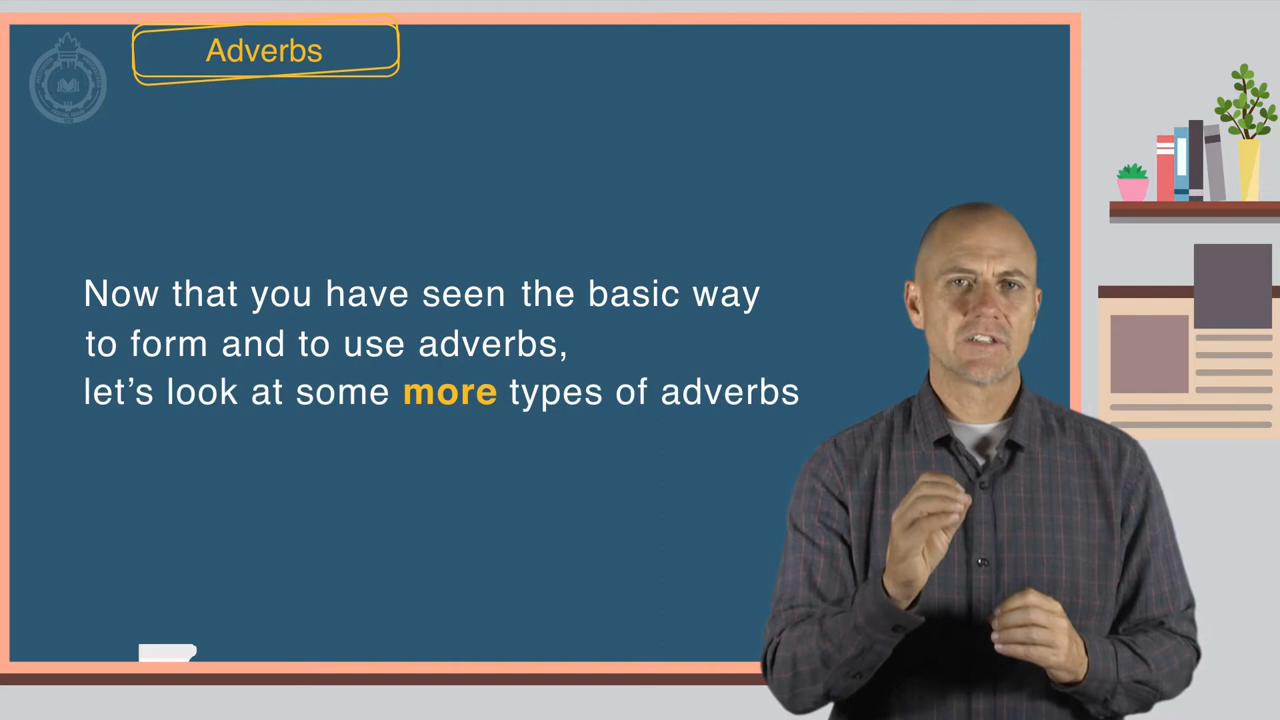 Adverbs
Now that you have seen the basic way
to form and to use adverbs,
let's look at some more types of adverbs